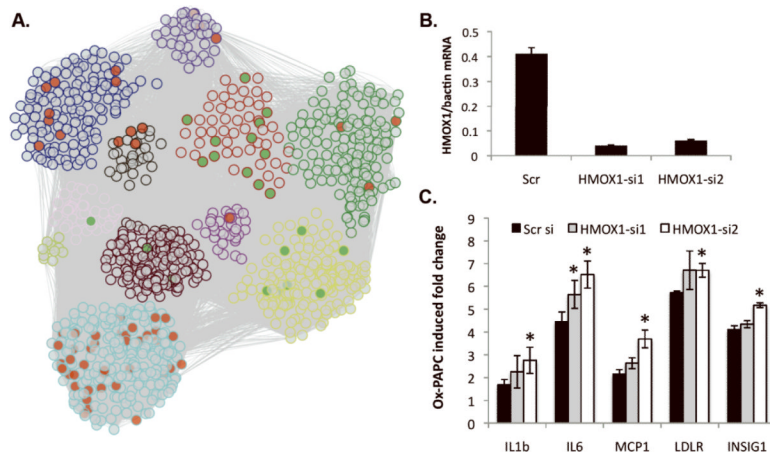 A.
B.
HMOX1/bactin mRNA
0.5
0.4
0.3
0.2
0.1
0
Scr HMOX1-si1 HMOX1-si2
C.
Ox-PAPC induced fold change
9
8
7
6
5
4
3
2
1
0
Scr si HMOX1-si1 HMOX1-si2
* * * * * *
IL1b IL6 MCP1 LDLR INSIG1